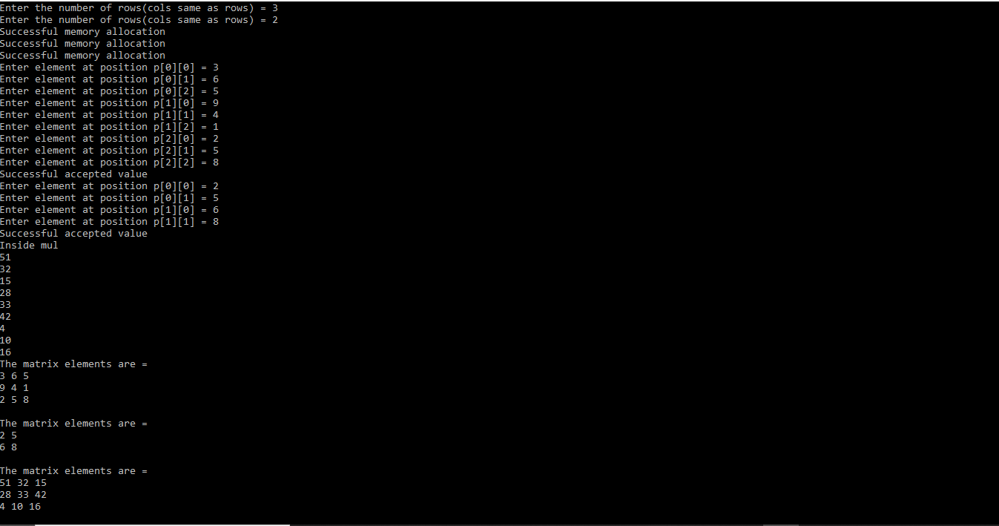 Enter the number of rows(cols same as rows) = 3
Enter the number of rows(cols same as rows) = 2
Successful memory allocation
Successful memory allocation
Successful memory allocation
Enter element at position p[0][0] = 3
Enter element at position p[0][1] = 6
Enter element at position p[0][2] = 5
Enter element at position p[1][0] = 9
Enter element at position p[1][1] = 4
Enter element at position p[1][2] = 1
Enter element at position p[2][0] = 2
Enter element at position p[2][1] = 5
Enter element at position p[2][2] = 8
Successful accepted value
Enter element at position p[0][0] = 2
Enter element at position p[0][1] = 5
Enter element at position p[1][0] = 6
Enter element at position p[1][1] = 8
Successful accepted value
Inside mul
51
32
15
28
33
42
4
10
16
The matrix elements are =
3 6 5
9 4 1
2 5 8
The matrix elements are =
2 5
6 8
The matrix elements are =
51 32 15
28 33 42
4 10 16